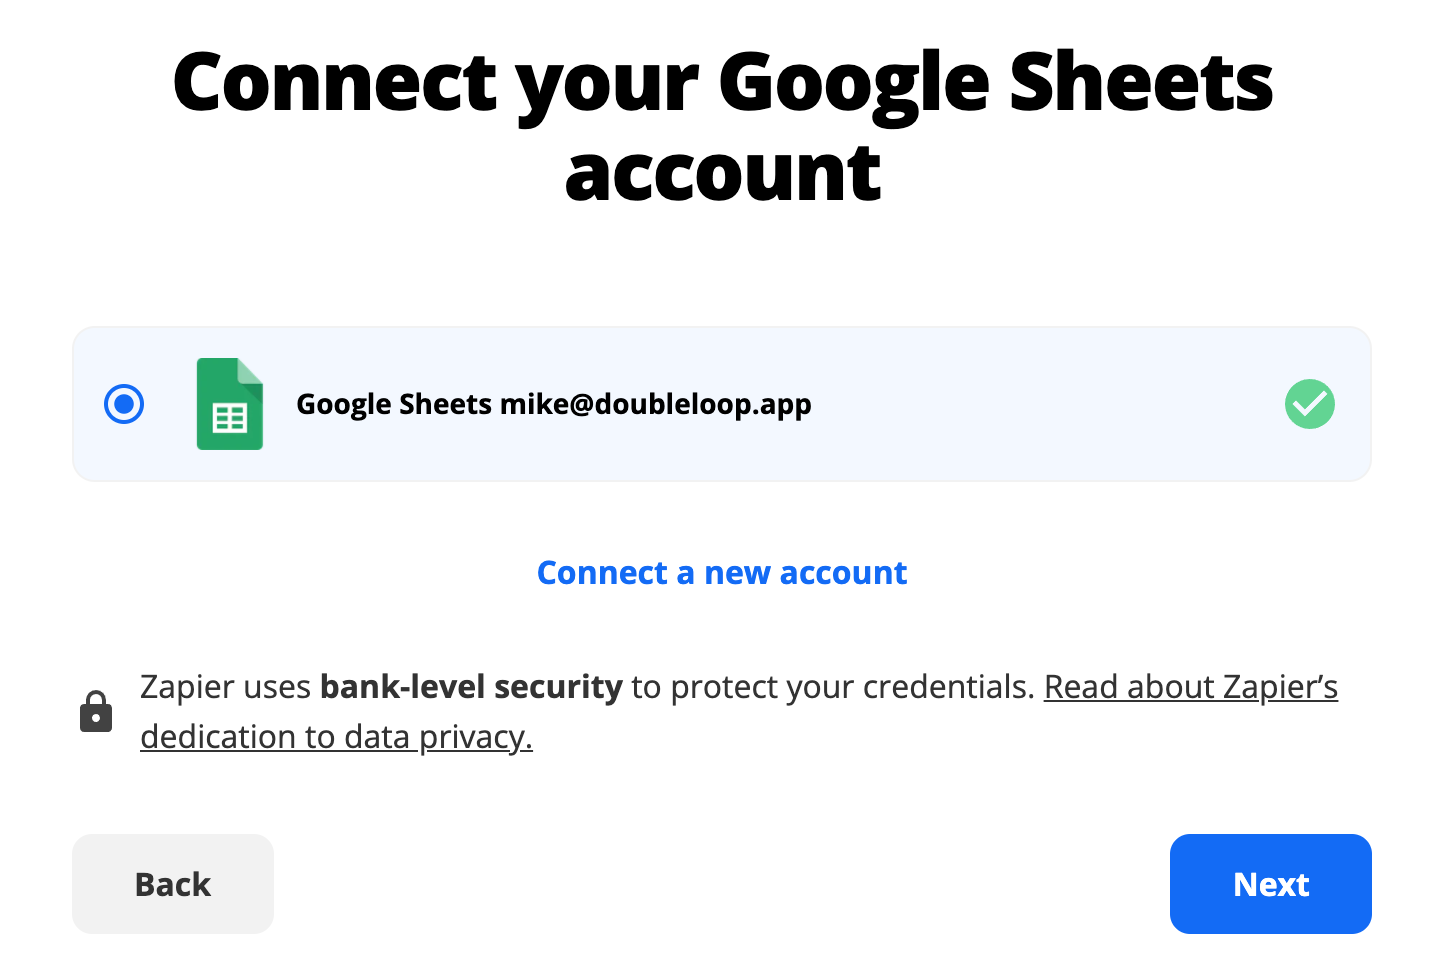 Connect your Google Sheets
account
Google Sheets mike@doubleloop.app
Connect a new account
Zapier uses bank-level security to protect your credentials. Read about Zapier’s
dedication to data privacy.
Back
Next